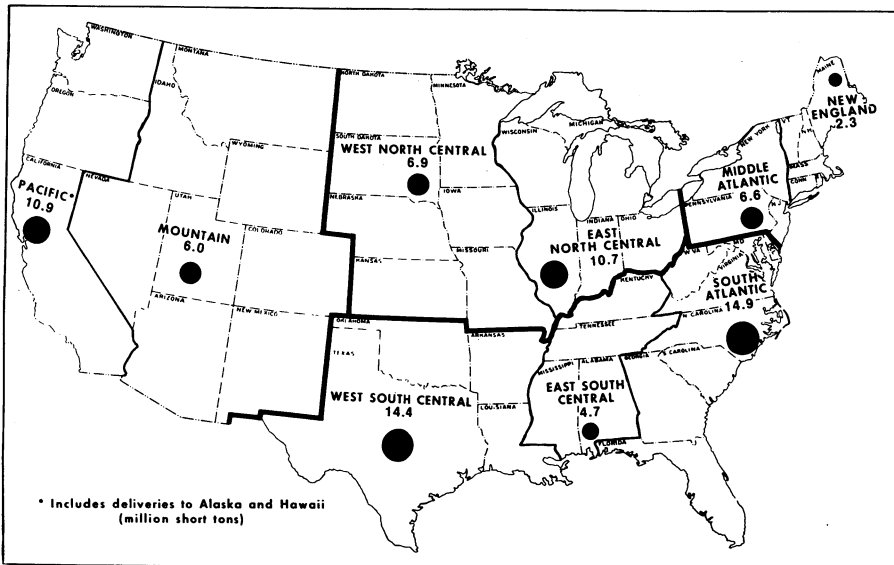 WASHINGTON
MONTANA
NORTH DAKOTA
MINNESOTA
MAINE
OREGON
IDAHO
NEW
ENGLAND
2.3
SOUTH DAKOTA
WISCONSIN
MICHIGAN
NEW YORK
VT
WYOMING
WEST NORTH CENTRAL
6.9
MIDDLE
ATLANTIC
6.6
MASS
CONN
CALIFORNIA
NEVADA
UTAH
NEBRASKA
IOWA
ILLINOIS
INDIANA
OHIO
PENNSYLVANIA
PACIFIC*
10.9
MOUNTAIN
6.0
COLORADO
KANSAS
MISSOURI
EAST
NORTH CENTRAL
10.7
W VA
MD
VIRGINIA
KENTUCKY
SOUTH
ATLANTIC
14.9
ARIZONA
NEW MEXICO
OKLAHOMA
ARKANSAS
TENNESSEE
N CAROLINA
TEXAS
MISSISSIPPI
ALABAMA
GEORGIA
S CAROLINA
WEST SOUTH CENTRAL
14.4
LOUISIANA
EAST SOUTH
CENTRAL
4.7
FLORIDA
* Includes deliveries to Alaska and Hawaii
(million short tons)